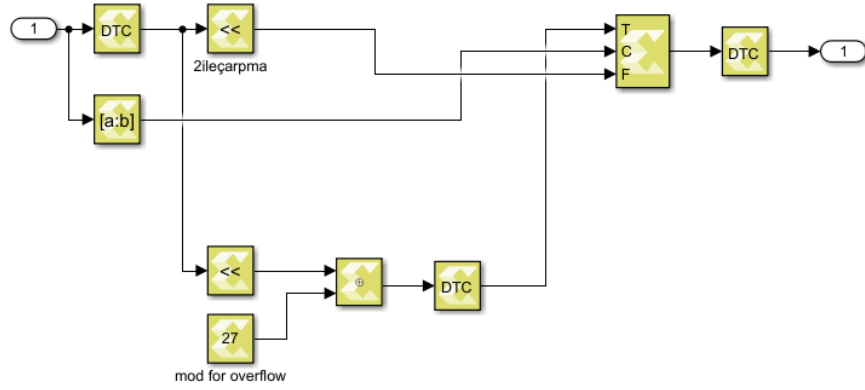 1
DTC
<<
2ileçarpma
T
C
F
DTC
1
[a:b]
<<
DTC
27
mod for overflow